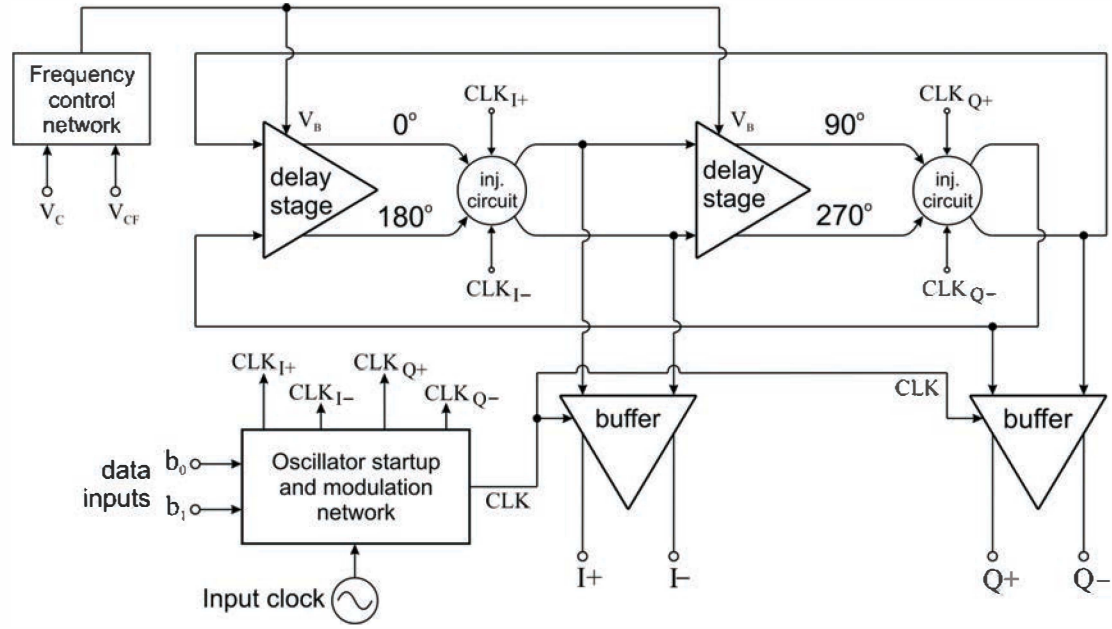 Frequency
control
network
V_C
V_CF
V_B
0°
delay
stage
180°
CLK_I+
inj.
circuit
CLK_I−
V_B
90°
delay
stage
270°
CLK_Q+
inj.
circuit
CLK_Q−
CLK_I+
CLK_I−
CLK_Q+
CLK_Q−
data
inputs
b_0
b_1
Oscillator startup
and modulation
network
CLK
Input clock
buffer
I+
I−
CLK
buffer
Q+
Q−